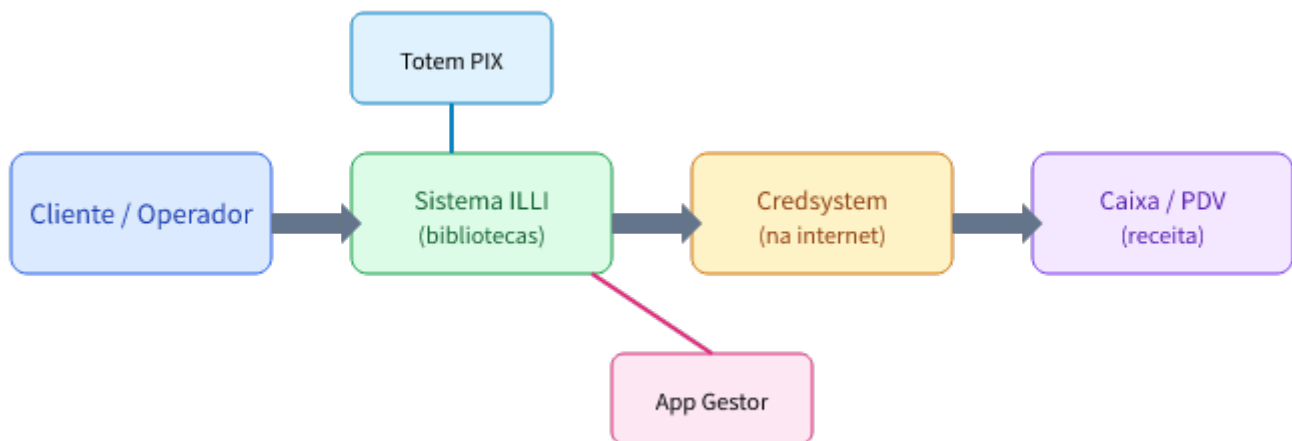 Totem PIX
Cliente / Operador
Sistema ILLI
(bibliotecas)
Credsystem
(na internet)
Caixa / PDV
(receita)
App Gestor